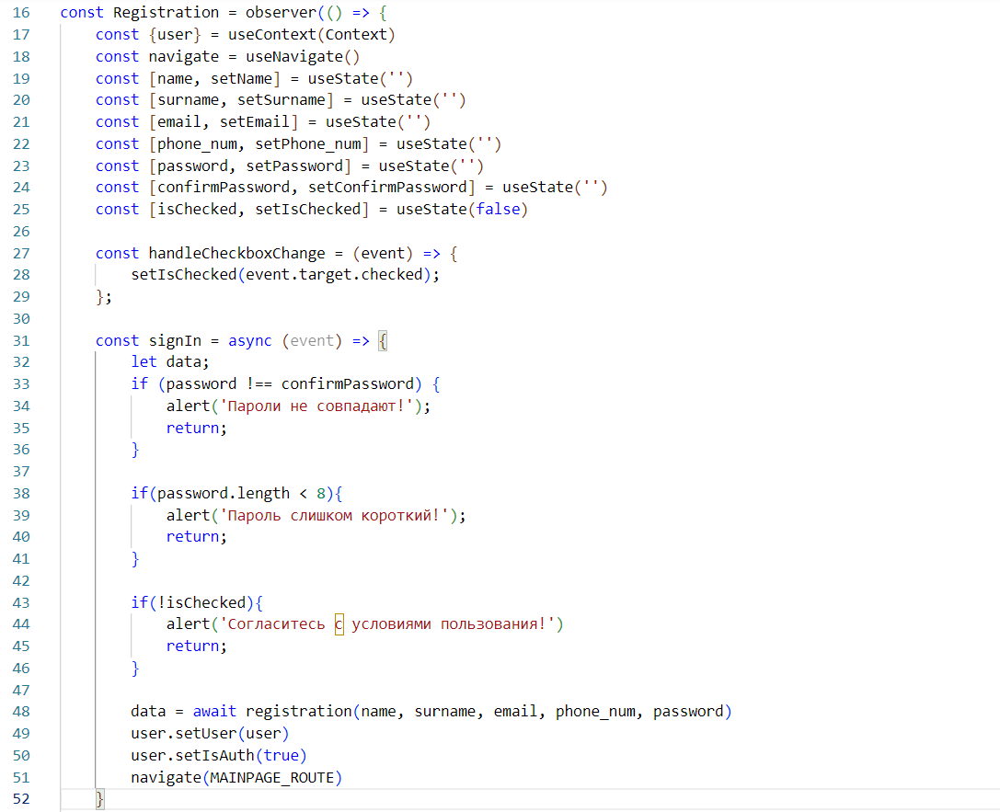 16 const Registration = observer(() => {
17 const {user} = useContext(Context)
18 const navigate = useNavigate()
19 const [name, setName] = useState('')
20 const [surname, setSurname] = useState('')
21 const [email, setEmail] = useState('')
22 const [phone_num, setPhone_num] = useState('')
23 const [password, setPassword] = useState('')
24 const [confirmPassword, setConfirmPassword] = useState('')
25 const [isChecked, setIsChecked] = useState(false)
26
27 const handleCheckboxChange = (event) => {
28 setIsChecked(event.target.checked);
29 };
30
31 const signIn = async (event) => {
32 let data;
33 if (password !== confirmPassword) {
34 alert('Пароли не совпадают!');
35 return;
36 }
37
38 if(password.length < 8){
39 alert('Пароль слишком короткий!');
40 return;
41 }
42
43 if(!isChecked){
44 alert('Согласитесь с условиями пользования!')
45 return;
46 }
47
48 data = await registration(name, surname, email, phone_num, password)
49 user.setUser(user)
50 user.setIsAuth(true)
51 navigate(MAINPAGE_ROUTE)
52 }